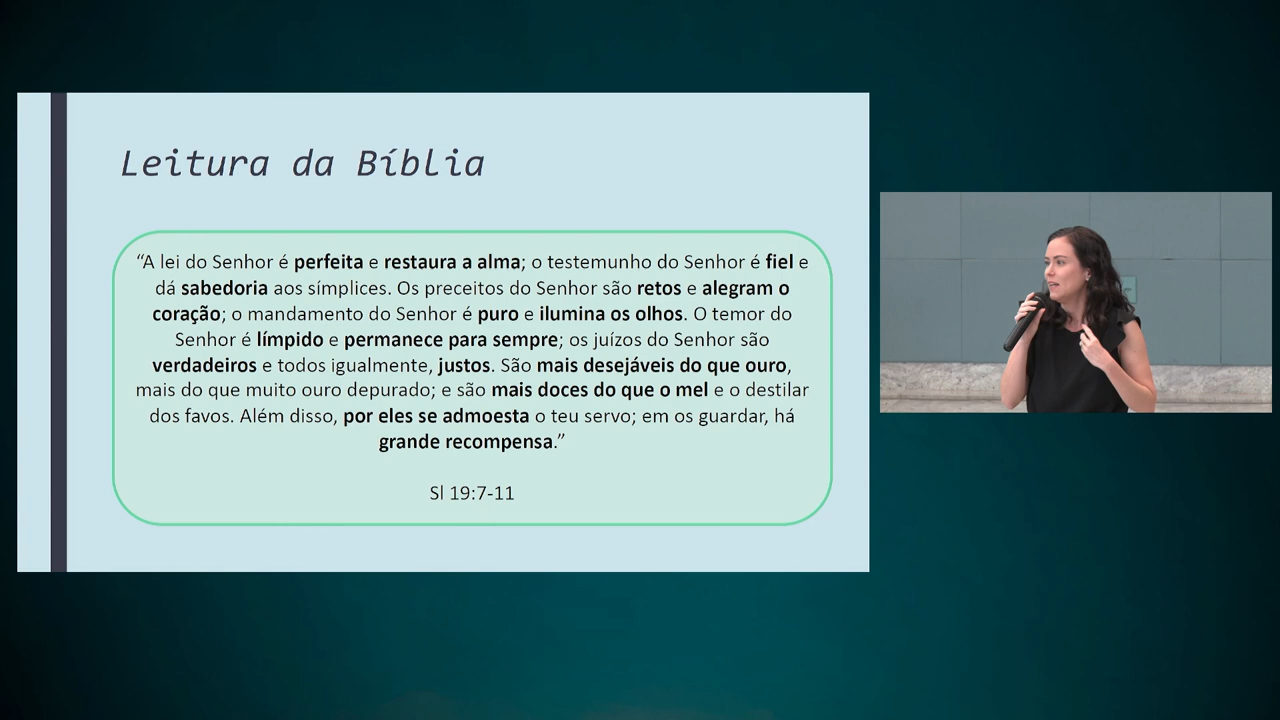 Leitura da Bíblia
“A lei do Senhor é perfeita e restaura a alma; o testemunho do Senhor é fiel e
dá sabedoria aos símplices. Os preceitos do Senhor são retos e alegram o
coração; o mandamento do Senhor é puro e ilumina os olhos. O temor do
Senhor é límpido e permanece para sempre; os juízos do Senhor são
verdadeiros e todos igualmente, justos. São mais desejáveis do que ouro,
mais do que muito ouro depurado; e são mais doces do que o mel e o destilar
dos favos. Além disso, por eles se admoesta o teu servo; em os guardar, há
grande recompensa.”
Sl 19:7-11